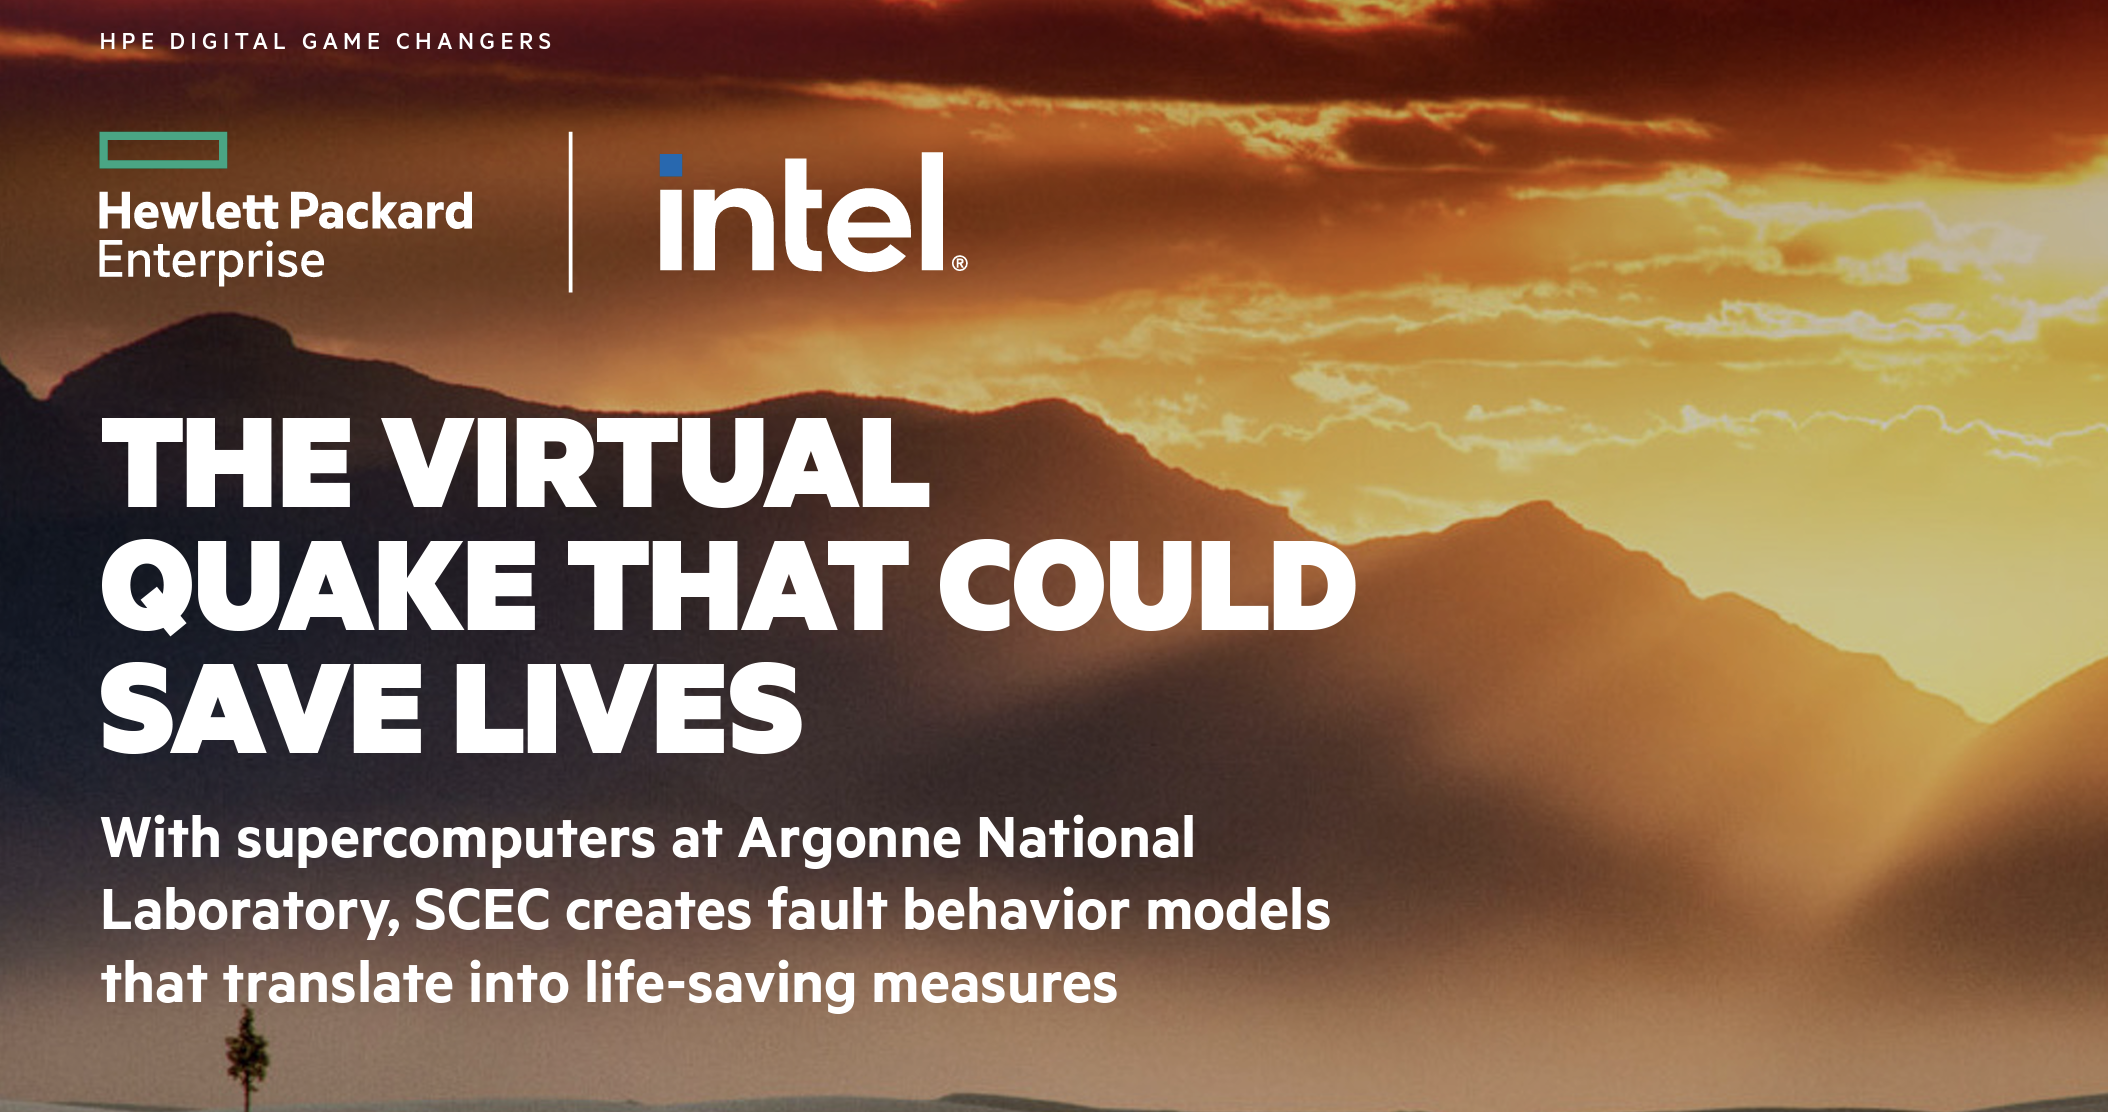 HPE DIGITAL GAME CHANGERS
Hewlett Packard
Enterprise
intel®
THE VIRTUAL
QUAKE THAT COULD
SAVE LIVES
With supercomputers at Argonne National
Laboratory, SCEC creates fault behavior models
that translate into life-saving measures